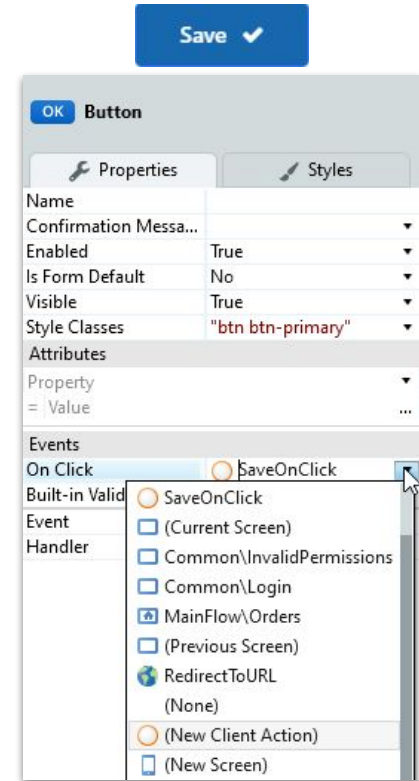 Save
OK Button
Properties Styles
Name
Confirmation Messa...
Enabled True
Is Form Default No
Visible True
Style Classes "btn btn-primary"
Attributes
Property
= Value ...
Events
On Click SaveOnClick
Built-in Valid
Event
Handler
SaveOnClick
(Current Screen)
Common\InvalidPermissions
Common\Login
MainFlow\Orders
(Previous Screen)
RedirectToURL
(None)
(New Client Action)
(New Screen)